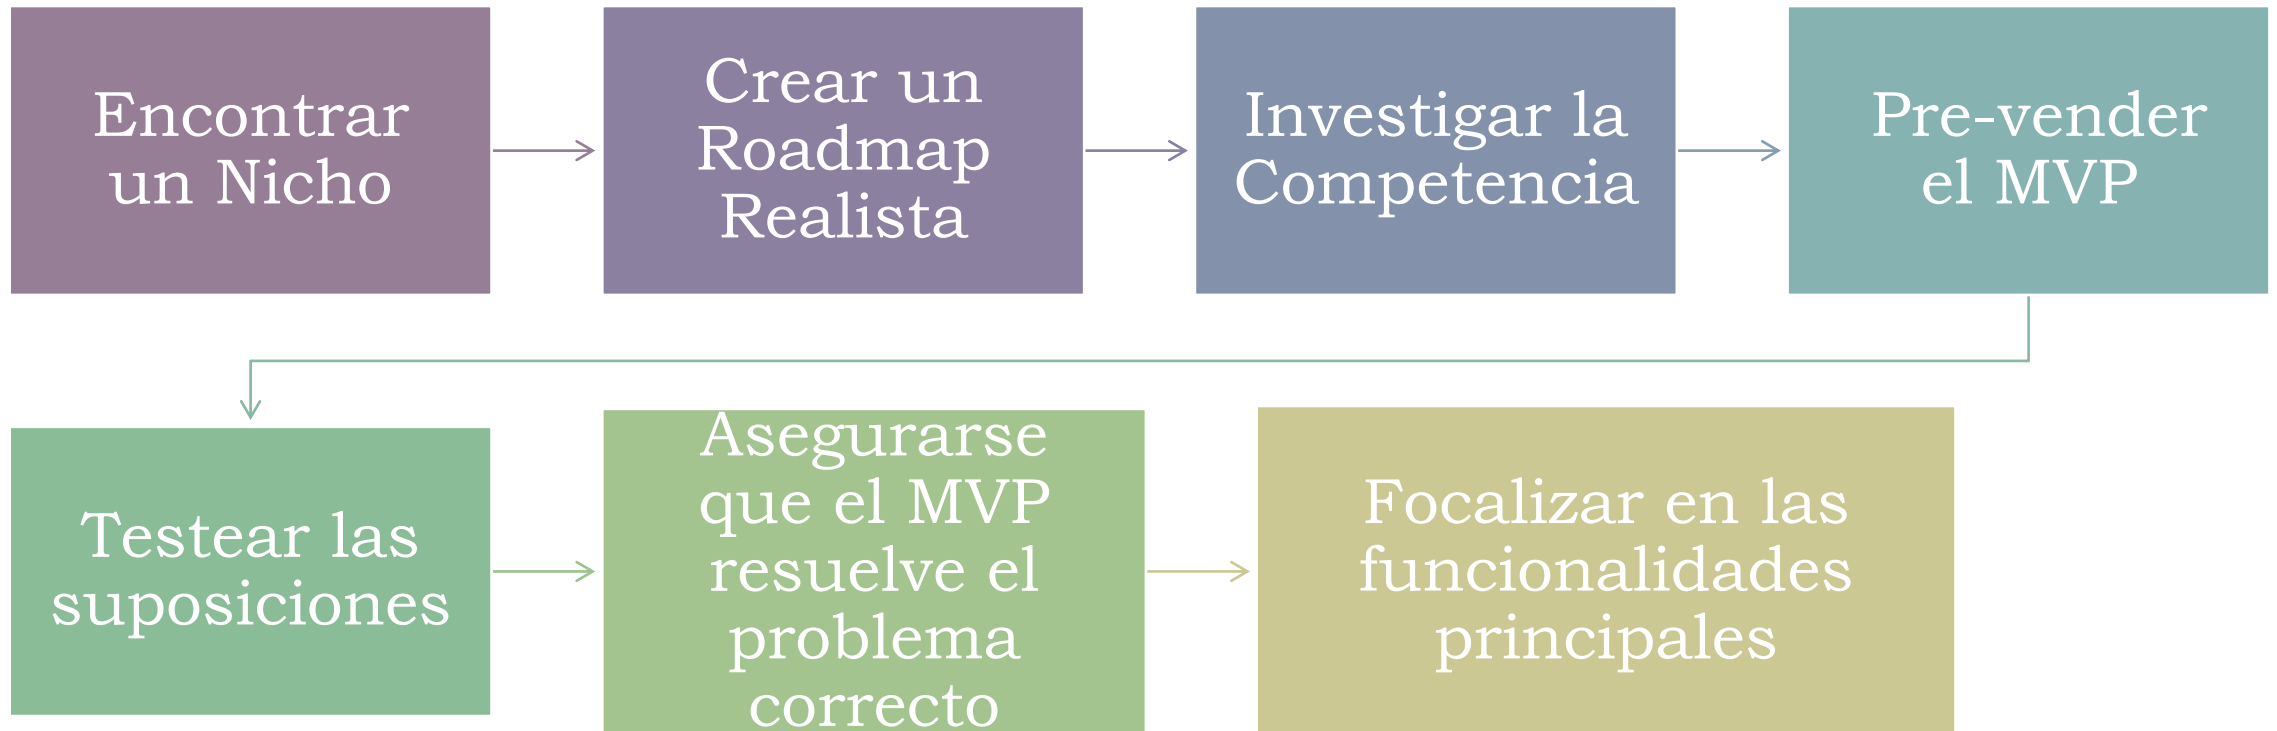 Encontrar
un Nicho
Crear un
Roadmap
Realista
Investigar la
Competencia
Pre-vender
el MVP
Testear las
suposiciones
Asegurarse
que el MVP
resuelve el
problema
correcto
Focalizar en las
funcionalidades
principales